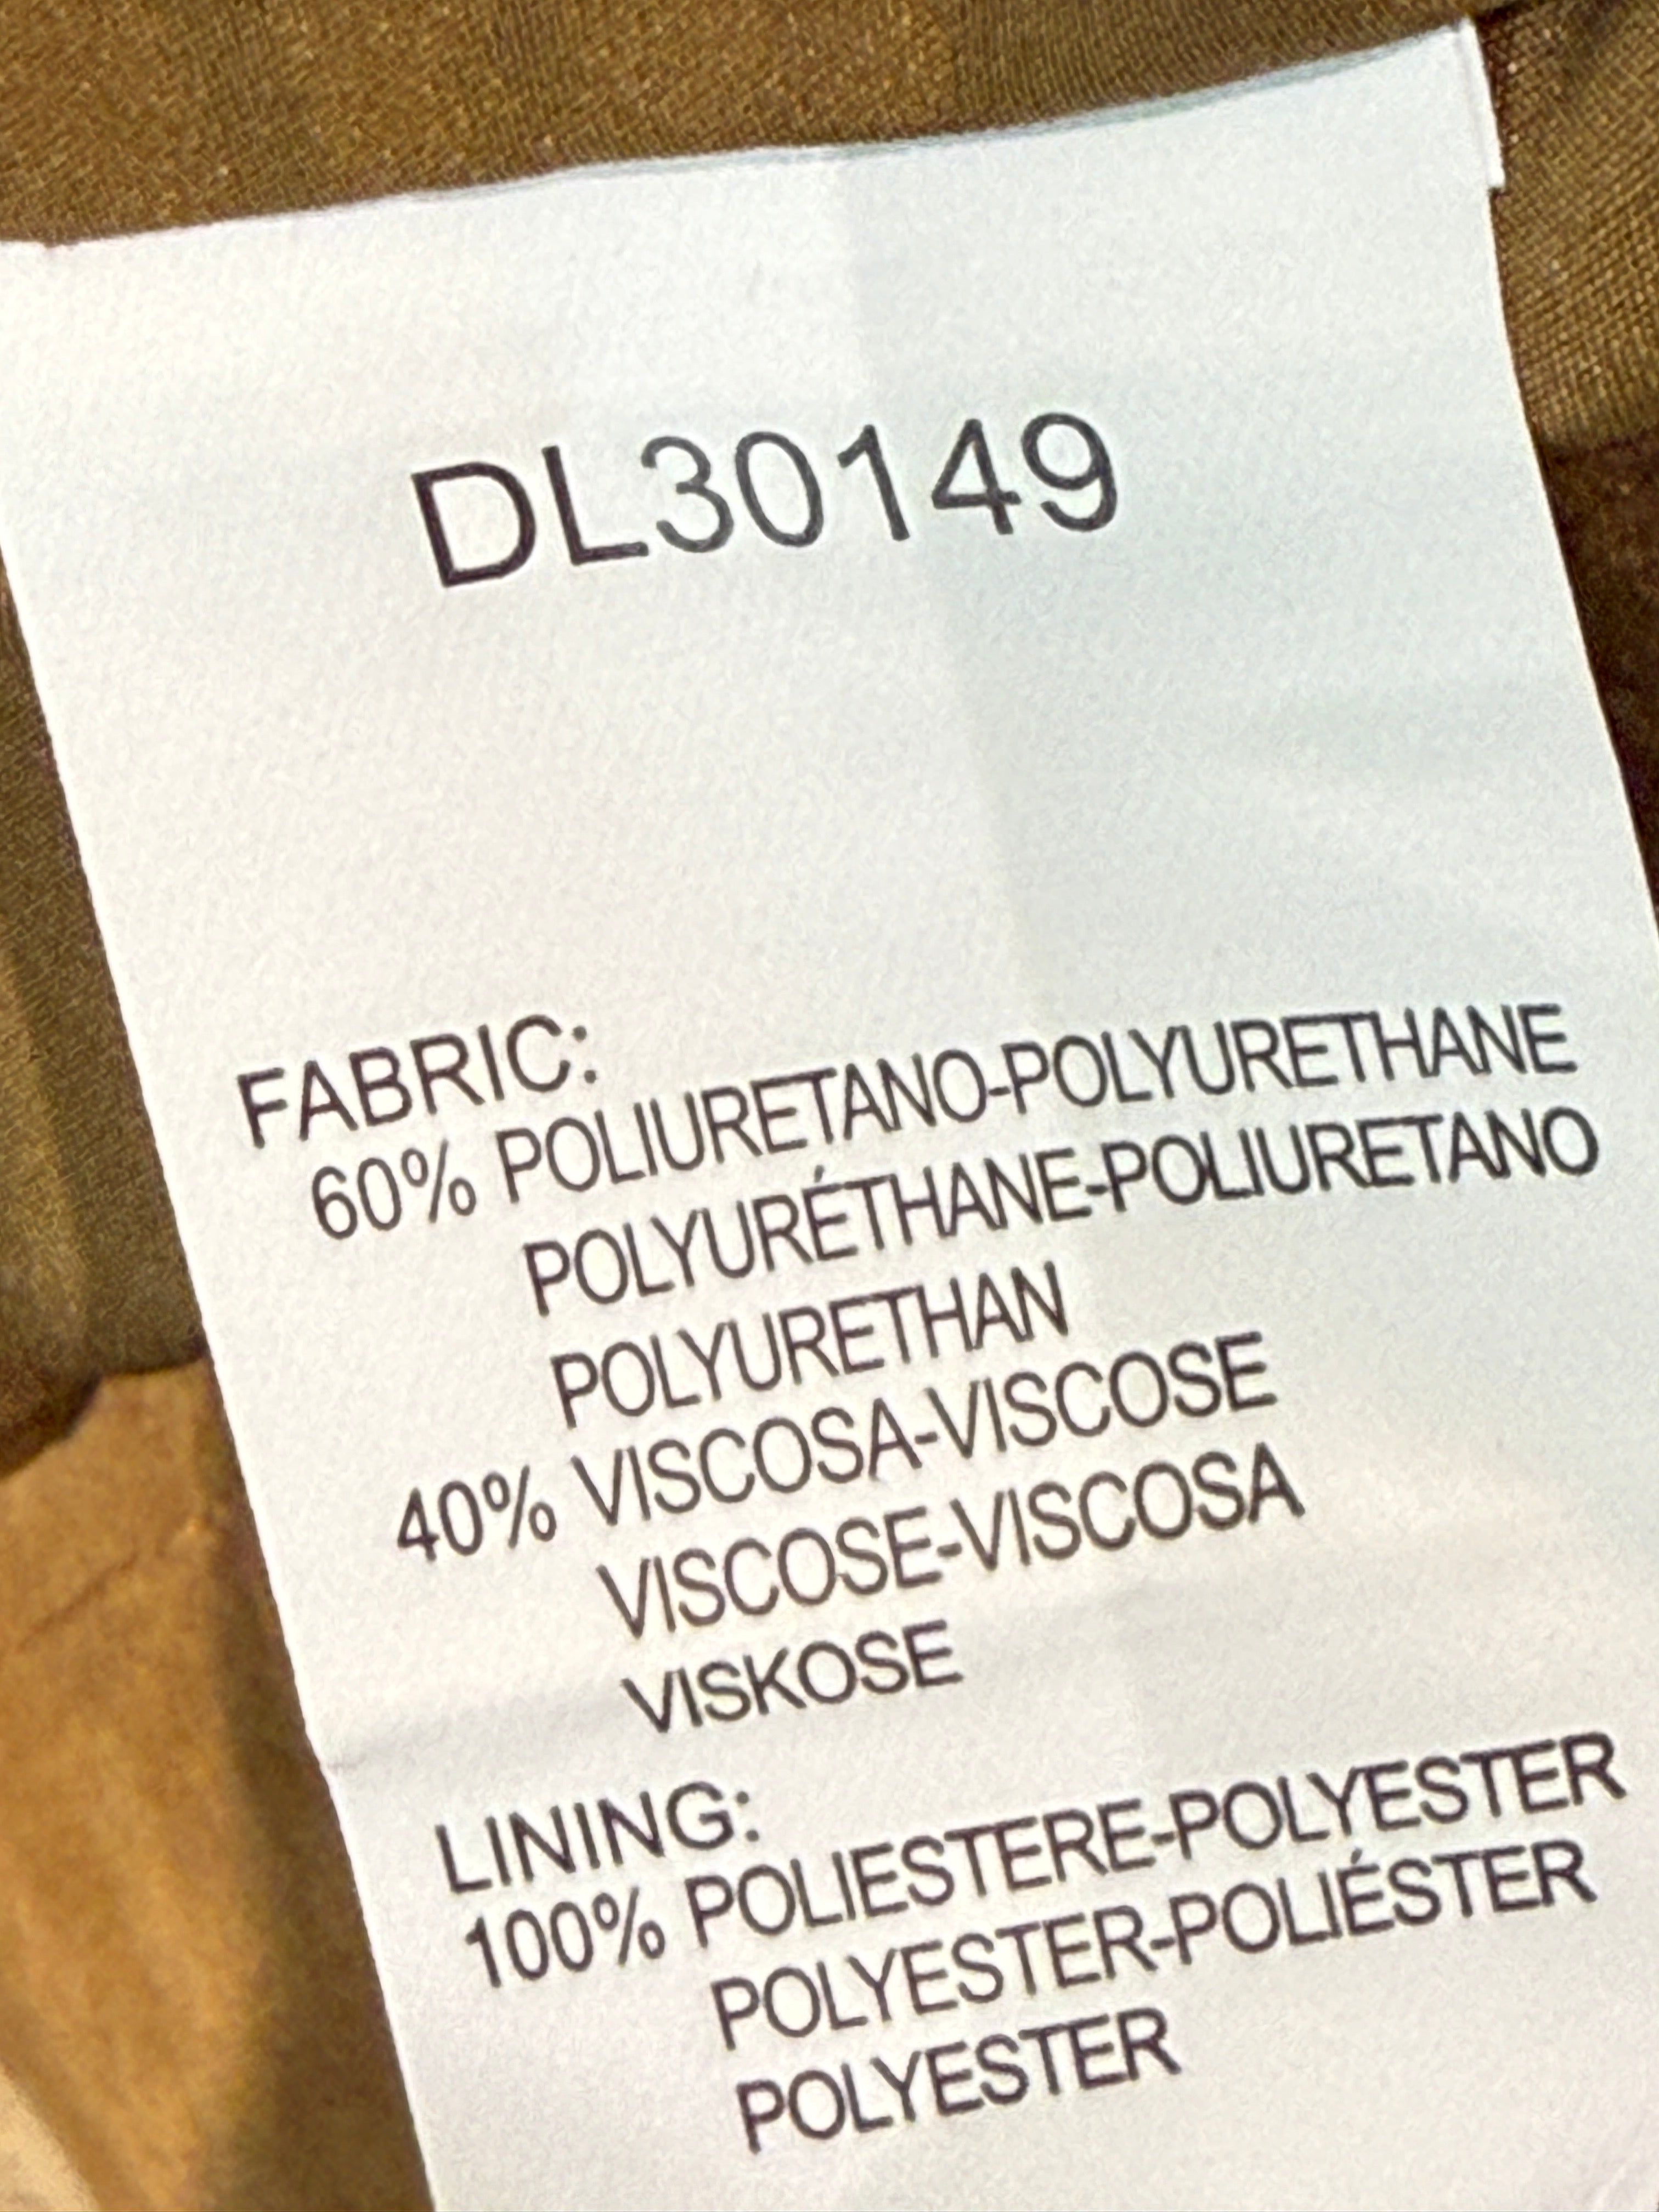 DL30149
FABRIC:
60% POLIURETANO-POLYURETHANE
POLYURÉTHANE-POLIURETANO
POLYURETHAN
40% VISCOSA-VISCOSE
VISCOSE-VISCOSA
VISKOSE
LINING:
100% POLIESTERE-POLYESTER
POLYESTER-POLIÉSTER
POLYESTER